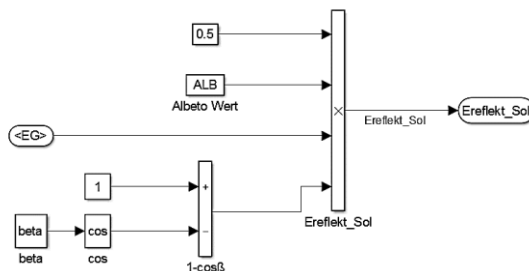 0.5
ALB
Albeto Wert
<EG>
×
Ereflekt_Sol
Ereflekt_Sol
1
+
−
beta
beta
cos
cos
1-cosß
Ereflekt_Sol